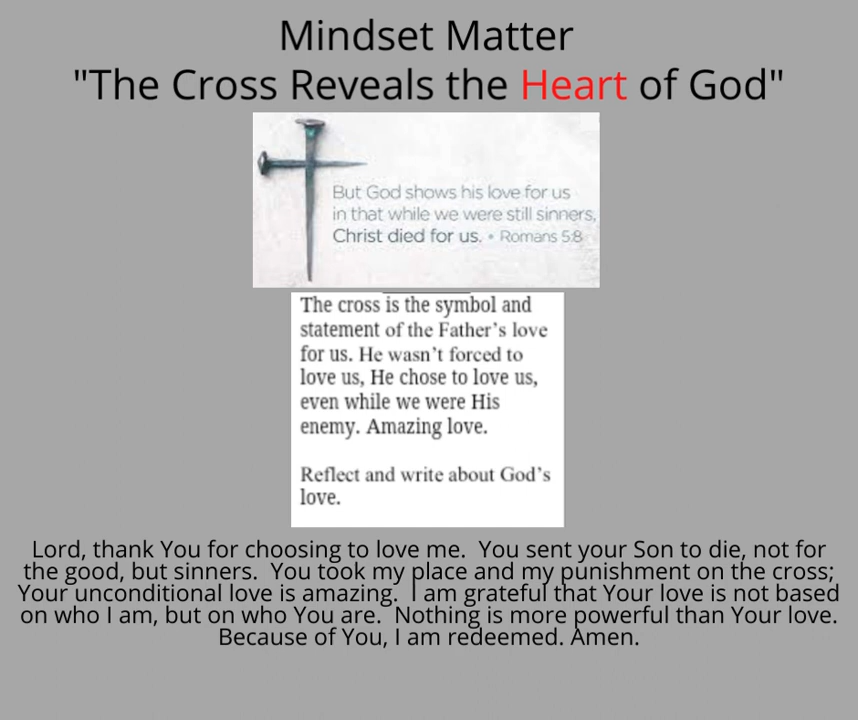 Mindset Matter
"The Cross Reveals the Heart of God"
But God shows his love for us
in that while we were still sinners,
Christ died for us. • Romans 5:8
The cross is the symbol and
statement of the Father's love
for us. He wasn't forced to
love us, He chose to love us,
even while we were His
enemy. Amazing love.
Reflect and write about God's
love.
Lord, thank You for choosing to love me.  You sent your Son to die, not for
the good, but sinners.  You took my place and my punishment on the cross;
Your unconditional love is amazing.  I am grateful that Your love is not based
on who I am, but on who You are.  Nothing is more powerful than Your love.
Because of You, I am redeemed. Amen.